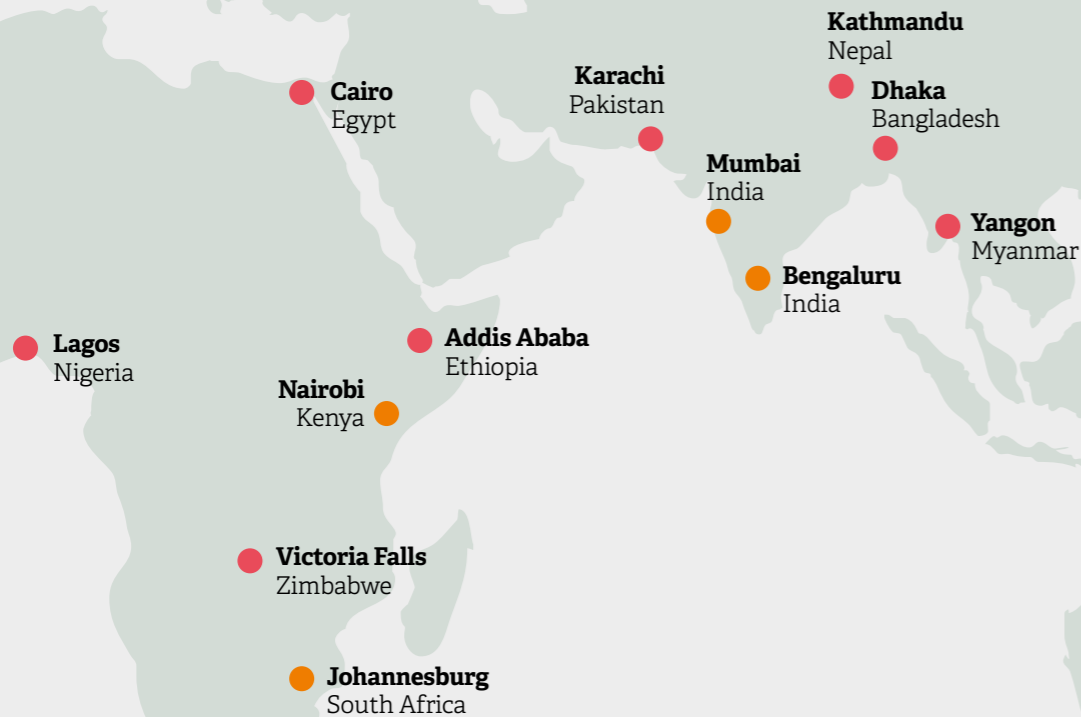 Kathmandu
Nepal
Karachi
Pakistan
Cairo
Egypt
Dhaka
Bangladesh
Mumbai
India
Yangon
Myanmar
Bengaluru
India
Addis Ababa
Ethiopia
Lagos
Nigeria
Nairobi
Kenya
Victoria Falls
Zimbabwe
Johannesburg
South Africa